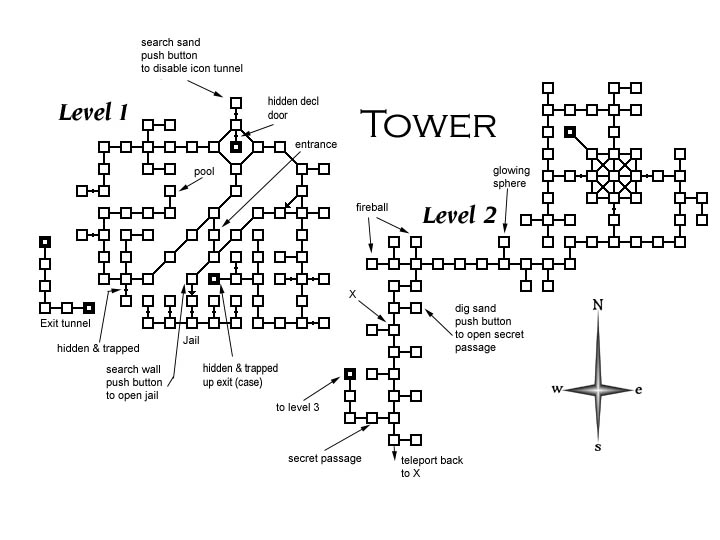 search sand
push button
to disable icon tunnel
Level 1
hidden decl
door
TOWER
entrance
pool
glowing
sphere
fireball
Level 2
X
N
dig sand
push button
to open secret
passage
Exit tunnel
hidden & trapped
Jail
search wall
push button
to open jail
hidden & trapped
up exit (case)
w
e
to level 3
s
secret passage
teleport back
to X